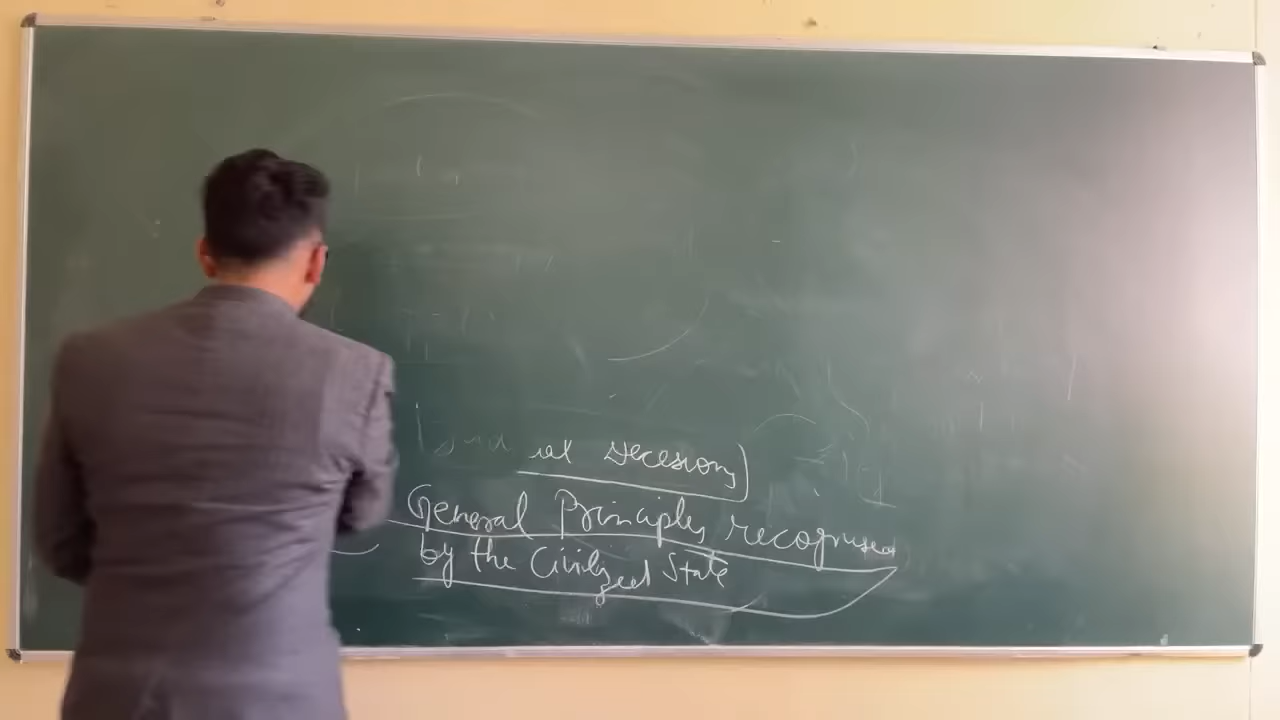 Decesion)
General Principles recognised
by the Civilized State